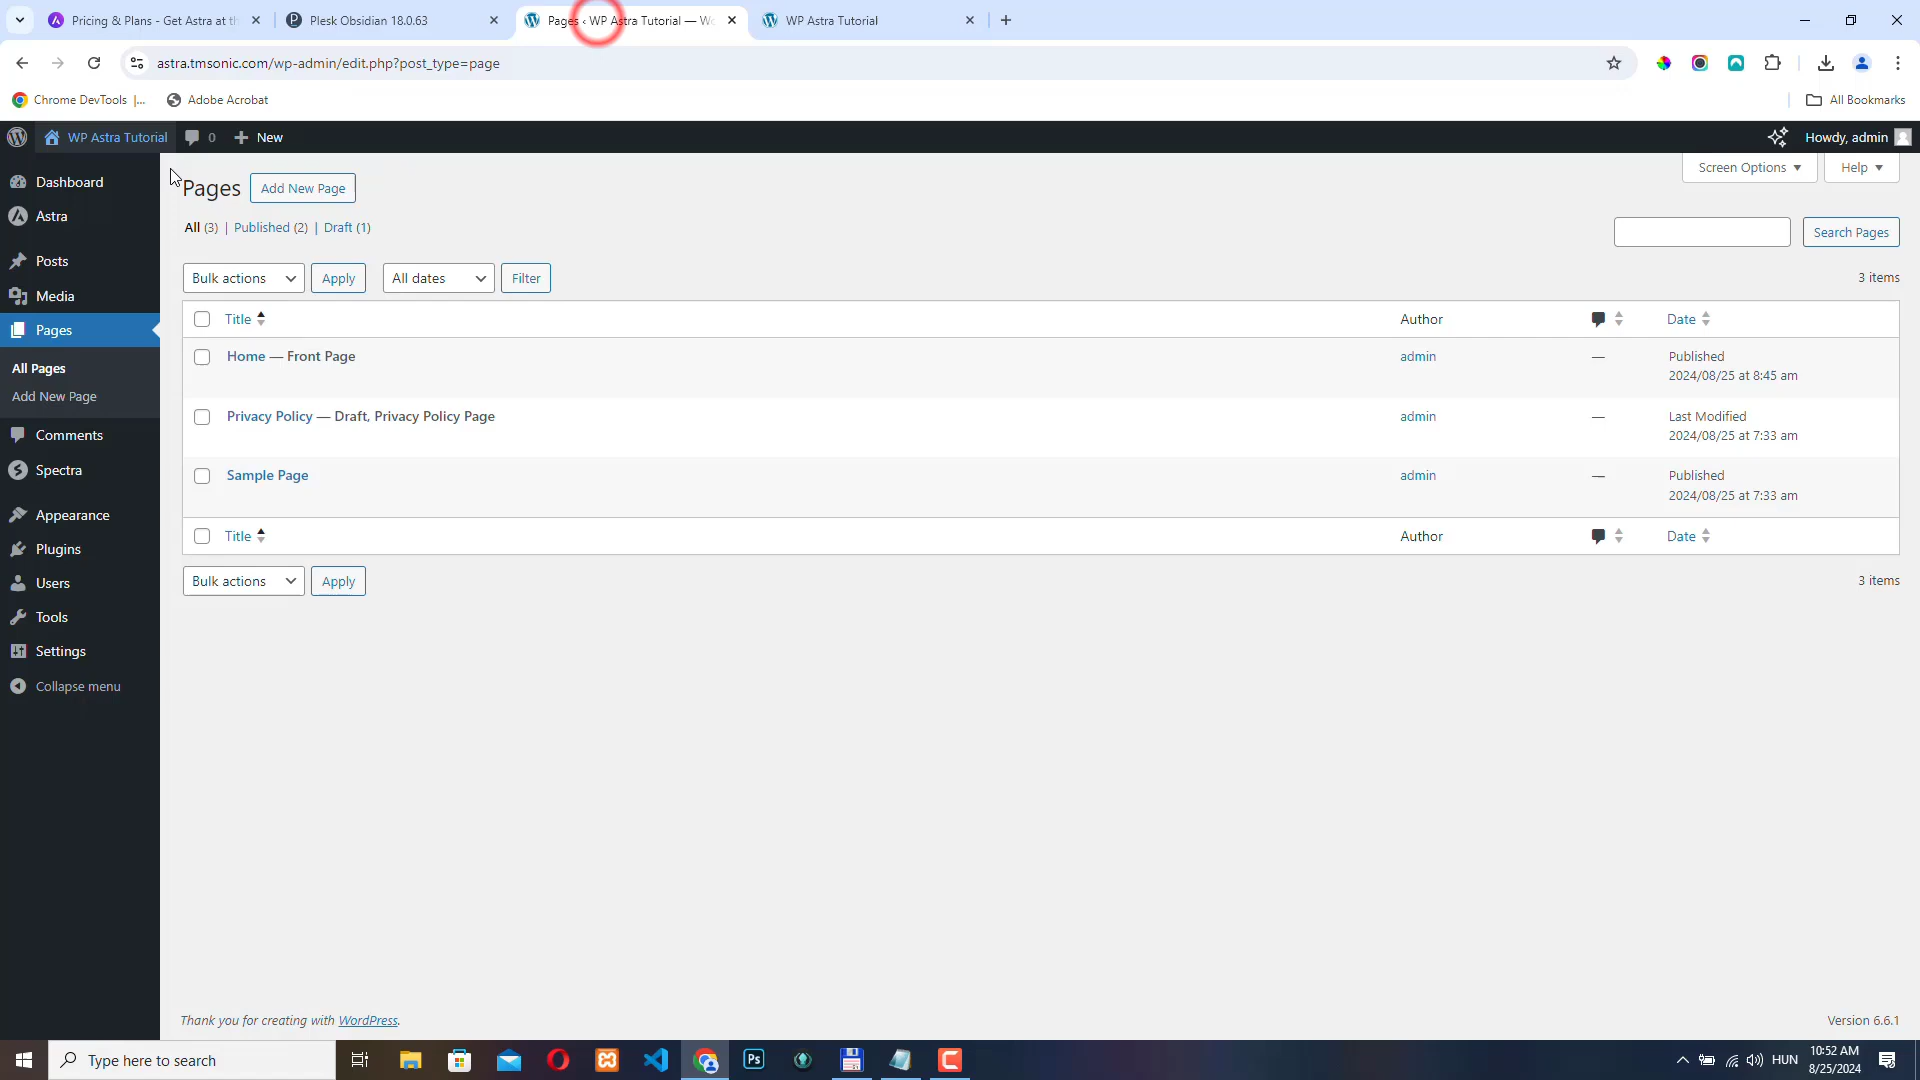 Pricing & Plans - Get Astra at th
Plesk Obsidian 18.0.63
Pages ‹ WP Astra Tutorial — Wo
WP Astra Tutorial
astra.tmsonic.com/wp-admin/edit.php?post_type=page
Chrome DevTools |...
Adobe Acrobat
All Bookmarks
WP Astra Tutorial
0
New
Howdy, admin
Dashboard
Astra
Posts
Media
Pages
All Pages
Add New Page
Comments
Spectra
Appearance
Plugins
Users
Tools
Settings
Collapse menu
Pages
Add New Page
Screen Options
Help
All (3) | Published (2) | Draft (1)
Search Pages
Bulk actions
Apply
All dates
Filter
3 items
Title
Author
Date
Home — Front Page
admin
—
Published
2024/08/25 at 8:45 am
Privacy Policy — Draft, Privacy Policy Page
admin
—
Last Modified
2024/08/25 at 7:33 am
Sample Page
admin
—
Published
2024/08/25 at 7:33 am
Title
Author
Date
Bulk actions
Apply
3 items
Thank you for creating with WordPress.
Version 6.6.1
Type here to search
Ps
HUN
10:52 AM
8/25/2024